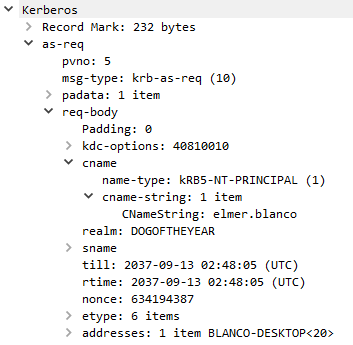 Kerberos
Record Mark: 232 bytes
as-req
pvno: 5
msg-type: krb-as-req (10)
padata: 1 item
req-body
Padding: 0
kdc-options: 40810010
cname
name-type: kRB5-NT-PRINCIPAL (1)
cname-string: 1 item
CNameString: elmer.blanco
realm: DOGOFTHEYEAR
sname
till: 2037-09-13 02:48:05 (UTC)
rtime: 2037-09-13 02:48:05 (UTC)
nonce: 634194387
etype: 6 items
addresses: 1 item BLANCO-DESKTOP<20>